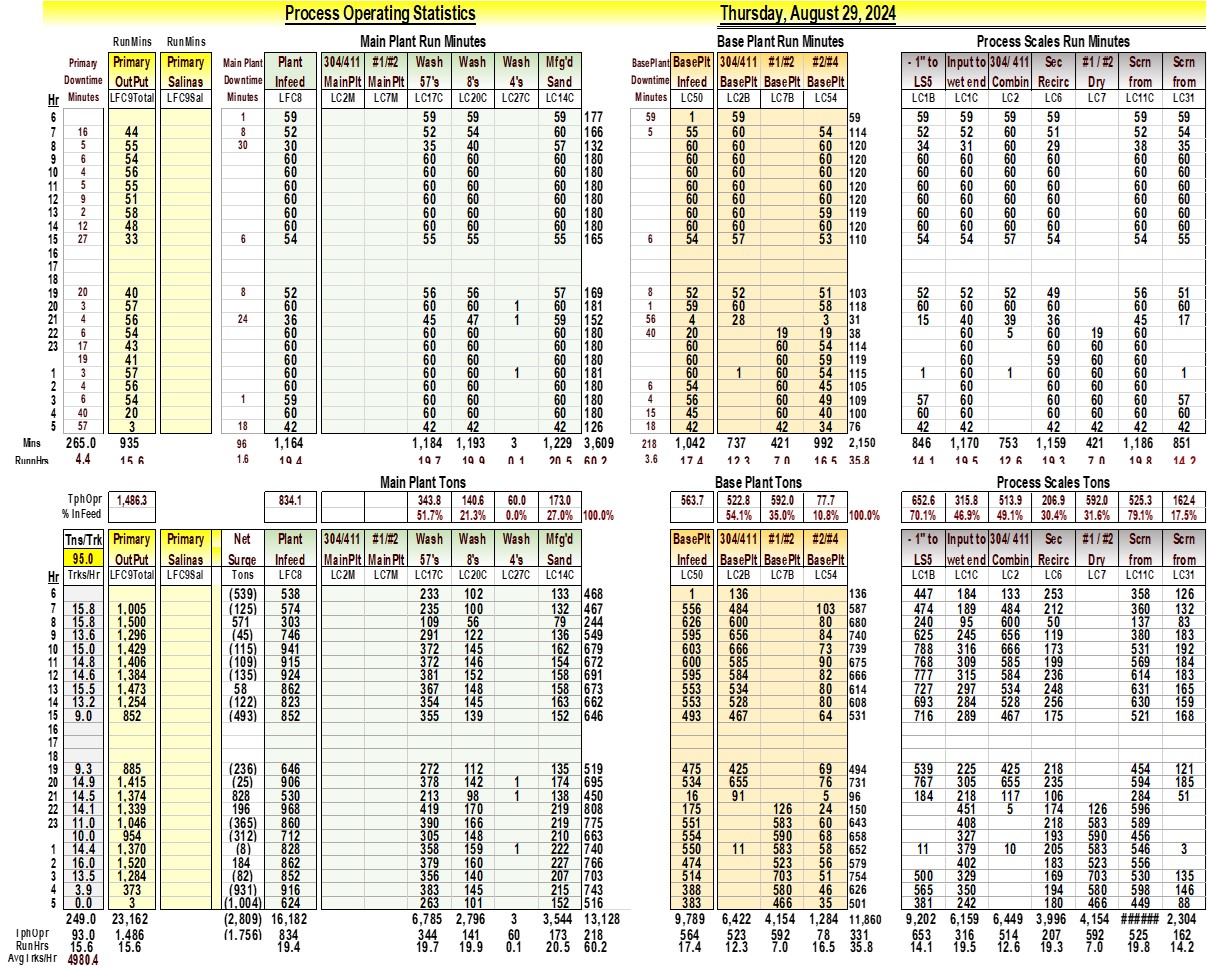 Process Operating Statistics Thursday, August 29, 2024
RunMins RunMins Main Plant Run Minutes Base Plant Run Minutes Process Scales Run Minutes
Primary Primary Primary Main Plant Plant 304/411 #1/#2 Wash Wash Wash Mfg'd BasePlant BasePlt 304/411 #1/#2 #2/#4 - 1" to Input to 304/ 411 Sec #1 / #2 Scrn Scrn
Downtime OutPut Salinas Downtime Infeed MainPlt MainPlt 57's 8's 4's Sand Downtime Infeed BasePlt BasePlt BasePlt LS5 wet end Combin Recirc Dry from from
Hr Minutes LFC9Total LFC9Sal Minutes LFC8 LC2M LC7M LC17C LC20C LC27C LC14C Minutes LC50 LC2B LC7B LC54 LC1B LC1C LC2 LC6 LC7 LC11C LC31
6 1 59 59 59 59 177 59 1 59 59 59 59 59 59 59 59
7 16 44 8 52 52 54 60 166 5 55 60 54 114 52 52 60 51 52 54
8 5 55 30 30 35 40 57 132 60 60 60 120 34 31 60 29 38 35
9 6 54 60 60 60 60 180 60 60 60 120 60 60 60 60 60 60
10 4 56 60 60 60 60 180 60 60 60 120 60 60 60 60 60 60
11 5 55 60 60 60 60 180 60 60 60 120 60 60 60 60 60 60
12 9 51 60 60 60 60 180 60 60 60 120 60 60 60 60 60 60
13 2 58 60 60 60 60 180 60 60 59 119 60 60 60 60 60 60
14 12 48 60 60 60 60 180 60 60 60 120 60 60 60 60 60 60
15 27 33 6 54 55 55 55 165 6 54 57 53 110 54 54 57 54 54 55
16
17
18
19 20 40 8 52 56 56 57 169 8 52 52 51 103 52 52 52 49 56 51
20 3 57 60 60 60 1 60 181 1 59 60 58 118 60 60 60 60 60 60
21 4 56 24 36 45 47 1 59 152 56 4 28 3 31 15 40 39 36 45 17
22 6 54 60 60 60 60 180 40 20 19 19 38 60 5 60 19 60
23 17 43 60 60 60 60 180 60 60 54 114 60 60 60 60
19 41 60 60 60 60 180 60 60 59 119 60 59 60 60
1 3 57 60 60 60 1 60 181 60 1 60 54 115 1 60 1 60 60 60 1
2 4 56 60 60 60 60 180 6 54 60 45 105 60 60 60 60
3 6 54 1 59 60 60 60 180 4 56 60 49 109 57 60 60 60 60 57
4 40 20 60 60 60 60 180 15 45 60 40 100 60 60 60 60 60 60
5 57 3 18 42 42 42 42 126 18 42 42 34 76 42 42 42 42 42 42
Mins 265.0 935 96 1,164 1,184 1,193 3 1,229 3,609 218 1,042 737 421 992 2,150 846 1,170 753 1,159 421 1,186 851
RunnHrs 4.4 15.6 1.6 19.4 19.7 19.9 0.1 20.5 60.2 3.6 17.4 12.3 7.0 16.5 35.8 14.1 19.5 12.6 19.3 7.0 19.8 14.2
Main Plant Tons Base Plant Tons Process Scales Tons
TphOpr 1,486.3 834.1 343.8 140.6 60.0 173.0 563.7 522.8 592.0 77.7 652.6 315.8 513.9 206.9 592.0 525.3 162.4
% InFeed 51.7% 21.3% 0.0% 27.0% 100.0% 54.1% 35.0% 10.8% 100.0% 70.1% 46.9% 49.1% 30.4% 31.6% 79.1% 17.5%
Tns/Trk Primary Primary Net Plant 304/411 #1/#2 Wash Wash Wash Mfg'd BasePlt 304/411 #1/#2 #2/#4 - 1" to Input to 304/ 411 Sec #1 / #2 Scrn Scrn
95.0 OutPut Salinas Surge Infeed MainPlt MainPlt 57's 8's 4's Sand Infeed BasePlt BasePlt BasePlt LS5 wet end Combin Recirc Dry from from
Hr Trks/Hr LFC9Total LFC9Sal Tons LFC8 LC2M LC7M LC17C LC20C LC27C LC14C LC50 LC2B LC7B LC54 LC1B LC1C LC2 LC6 LC7 LC11C LC31
6 (539) 538 233 102 133 468 1 136 136 447 184 133 253 358 126
7 15.8 1,005 (125) 574 235 100 132 467 556 484 103 587 474 189 484 212 360 132
8 15.8 1,500 571 303 109 56 79 244 626 600 80 680 240 95 600 50 137 83
9 13.6 1,296 (45) 746 291 122 136 549 595 656 84 740 625 245 656 119 380 183
10 15.0 1,429 (115) 941 372 145 162 679 603 666 73 739 788 316 666 173 531 192
11 14.8 1,406 (109) 915 372 146 154 672 600 585 90 675 768 309 585 199 569 184
12 14.6 1,384 (135) 924 381 152 158 691 595 584 82 666 777 315 584 236 614 183
13 15.5 1,473 58 862 367 148 158 673 553 534 80 614 727 297 534 248 631 165
14 13.2 1,254 (122) 823 354 145 163 662 553 528 80 608 693 284 528 256 630 159
15 9.0 852 (493) 852 355 139 152 646 493 467 64 531 716 289 467 175 521 168
16
17
18
19 9.3 885 (236) 646 272 112 135 519 475 425 69 494 539 225 425 218 454 121
20 14.9 1,415 (25) 906 378 142 1 174 695 534 655 76 731 767 305 655 235 594 185
21 14.5 1,374 828 530 213 98 1 138 450 16 91 5 96 184 218 117 106 284 51
22 14.1 1,339 196 968 419 170 219 808 175 126 24 150 451 5 174 126 596
23 11.0 1,046 (365) 860 390 166 219 775 551 583 60 643 408 218 583 589
10.0 954 (312) 712 305 148 210 663 554 590 68 658 327 193 590 456
1 14.4 1,370 (8) 828 358 159 1 222 740 550 11 583 58 652 11 379 10 205 583 546 3
2 16.0 1,520 184 862 379 160 227 766 474 523 56 579 402 183 523 556
3 13.5 1,284 (82) 852 356 140 207 703 514 703 51 754 500 329 169 703 530 135
4 3.9 373 (931) 916 383 145 215 743 388 580 46 626 565 350 194 580 598 146
5 0.0 3 (1,004) 624 263 101 152 516 383 466 35 501 381 242 180 466 449 88
249.0 23,162 (2,809) 16,182 6,785 2,796 3 3,544 13,128 9,789 6,422 4,154 1,284 11,860 9,202 6,159 6,449 3,996 4,154 ###### 2,304
TphOpr 93.0 1,486 (1,756) 834 344 141 60 173 218 564 523 592 78 331 653 316 514 207 592 525 162
RunHrs 15.6 15.6 19.4 19.7 19.9 0.1 20.5 60.2 17.4 12.3 7.0 16.5 35.8 14.1 19.5 12.6 19.3 7.0 19.8 14.2
AvgTrks/Hr 4980.4